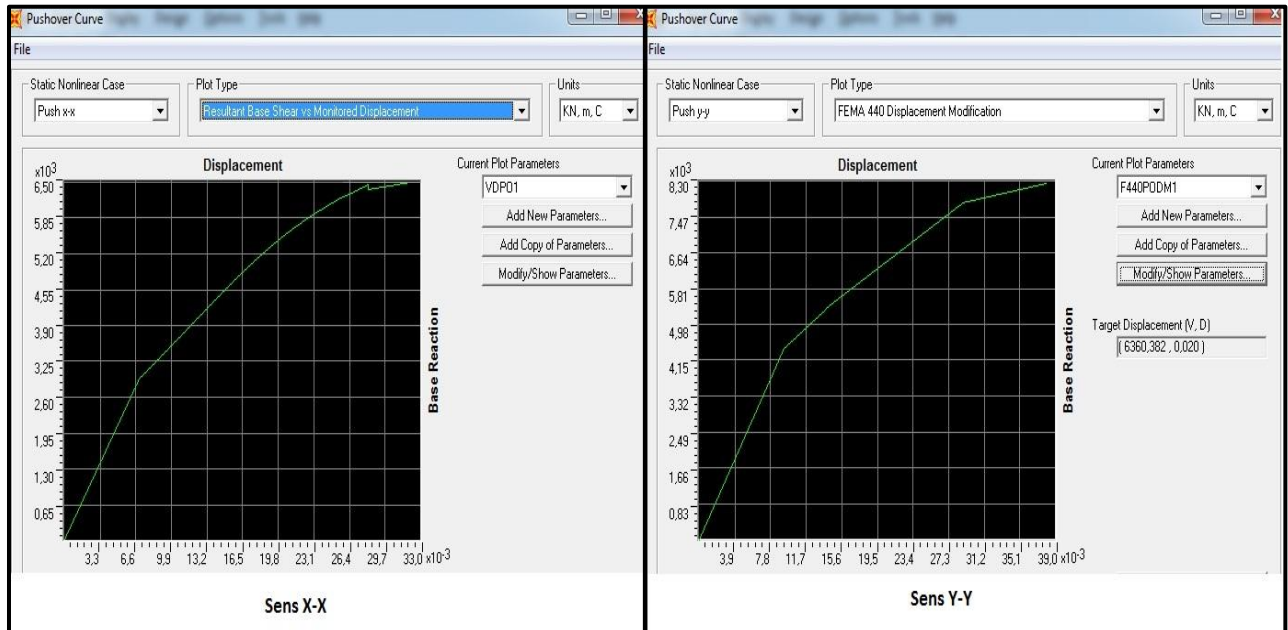 Pushover Curve
File
Static Nonlinear Case
Plot Type
Units
Push x-x
Resultant Base Shear vs Monitored Displacement
KN, m, C
Displacement
Current Plot Parameters
x10³
VDPO1
6,50
5,85
5,20
4,55
3,90
3,25
2,60
1,95
1,30
0,65
Add New Parameters...
Add Copy of Parameters...
Modify/Show Parameters...
Base Reaction
3,3 6,6 9,9 13,2 16,5 19,8 23,1 26,4 29,7 33,0 x10⁻³
Sens X-X
Pushover Curve
File
Static Nonlinear Case
Plot Type
Units
Push y-y
FEMA 440 Displacement Modification
KN, m, C
Displacement
Current Plot Parameters
x10³
F440PODM1
8,30
7,47
6,64
5,81
4,98
4,15
3,32
2,49
1,66
0,83
Add New Parameters...
Add Copy of Parameters...
Modify/Show Parameters...
Target Displacement (V, D)
( 6360,382 , 0,020 )
Base Reaction
3,9 7,8 11,7 15,6 19,5 23,4 27,3 31,2 35,1 39,0 x10⁻³
Sens Y-Y